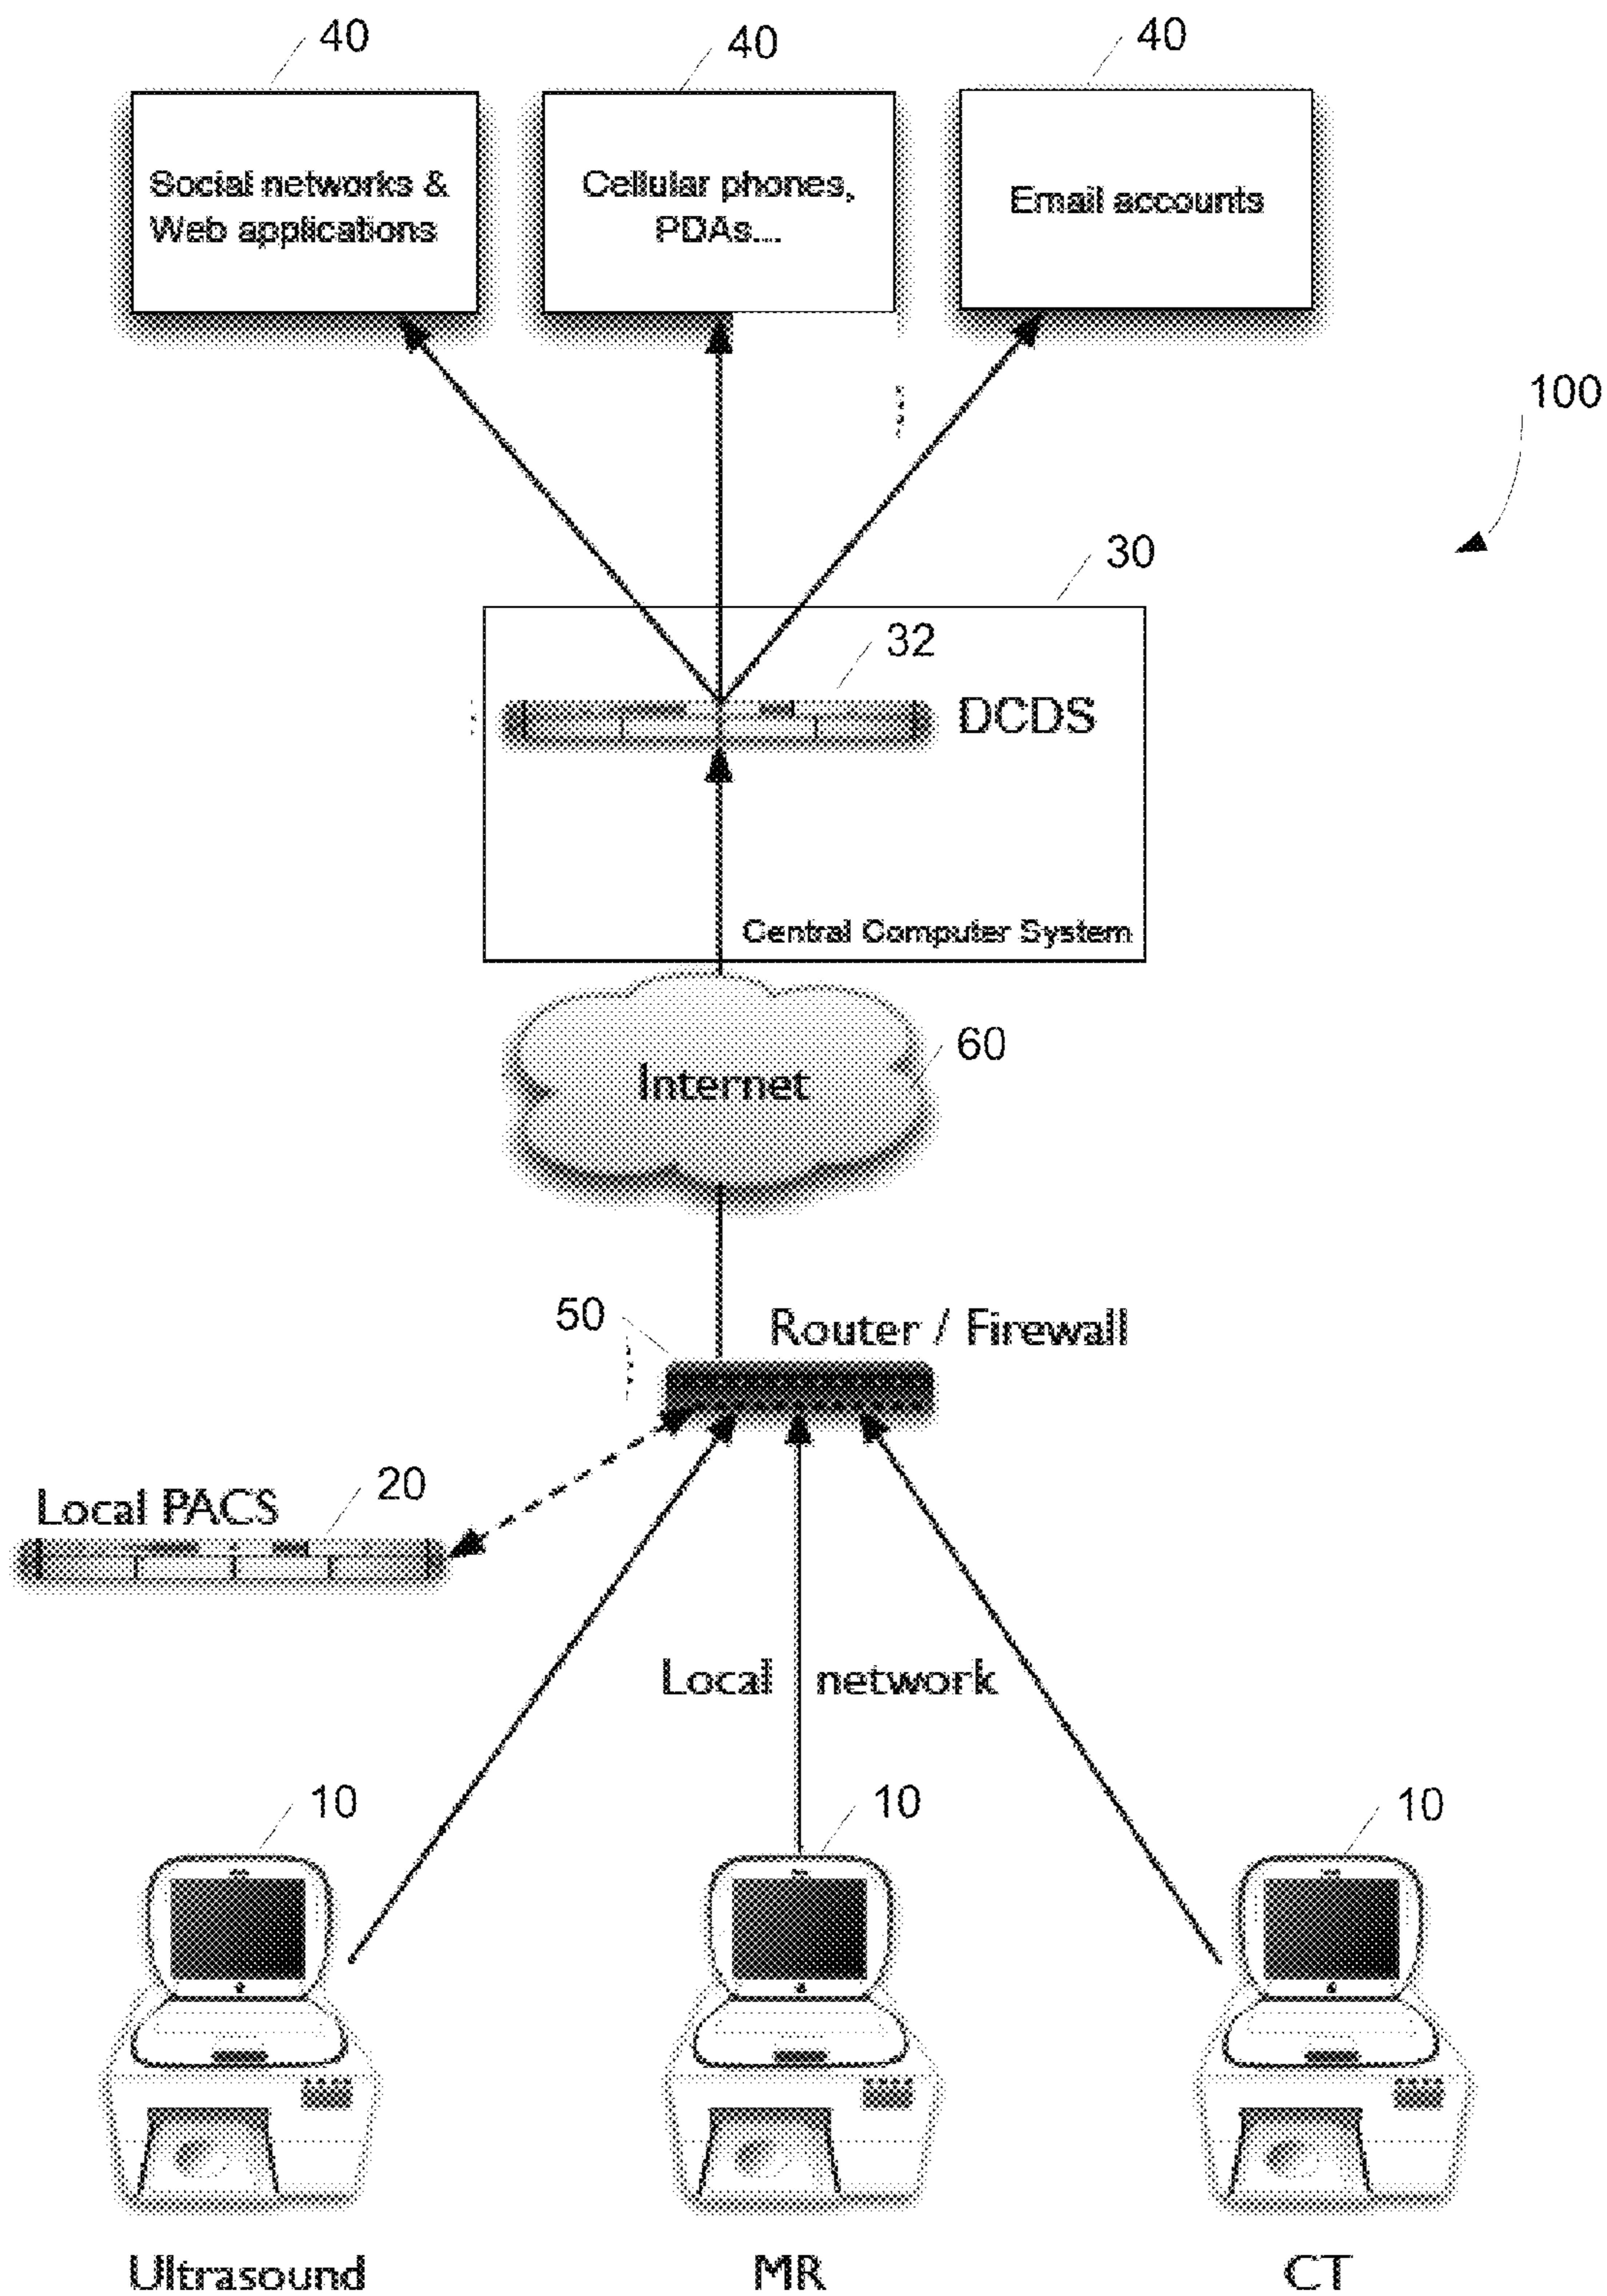 40
40
40
Social networks &
Web applications
Cellular phones,
PDAs...
Email accounts
100
30
32
DCDS
Central Computer System
60
Internet
50
Router / Firewall
20
Local PACS
Local network
10
10
10
Ultrasound
MR
CT